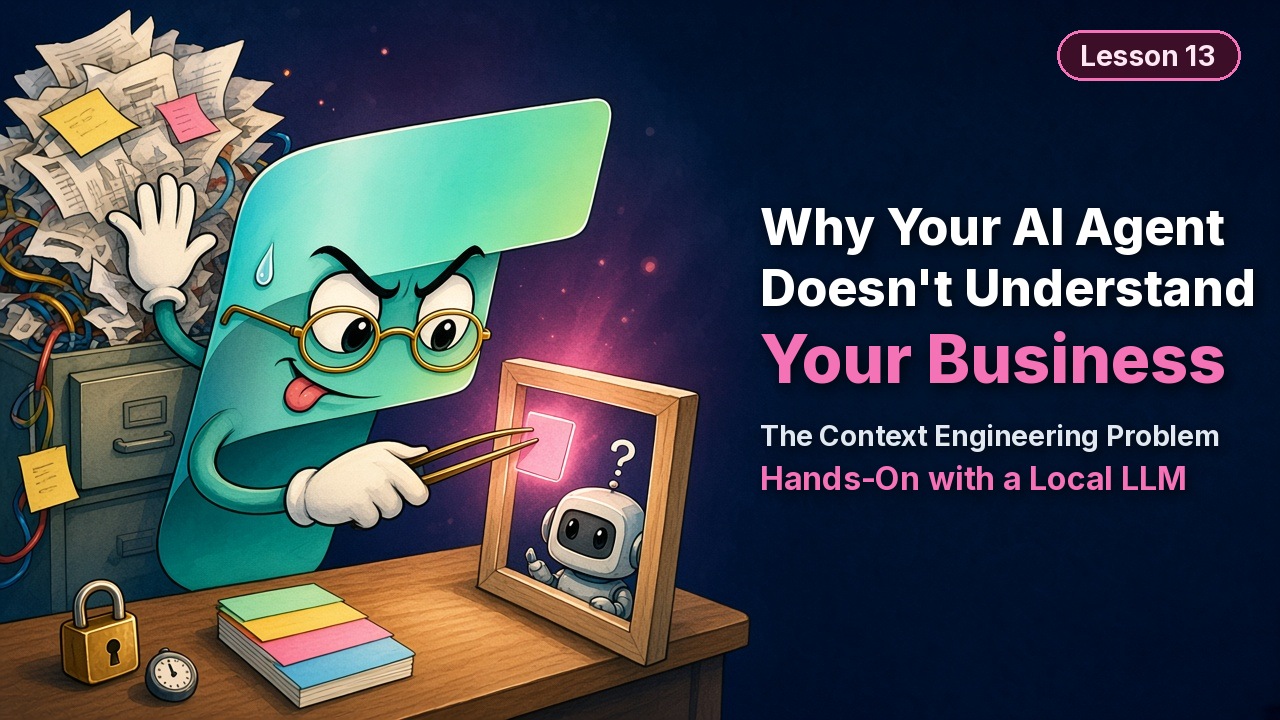 Lesson 13
Why Your AI Agent
Doesn't Understand
Your Business
The Context Engineering Problem
Hands-On with a Local LLM
?